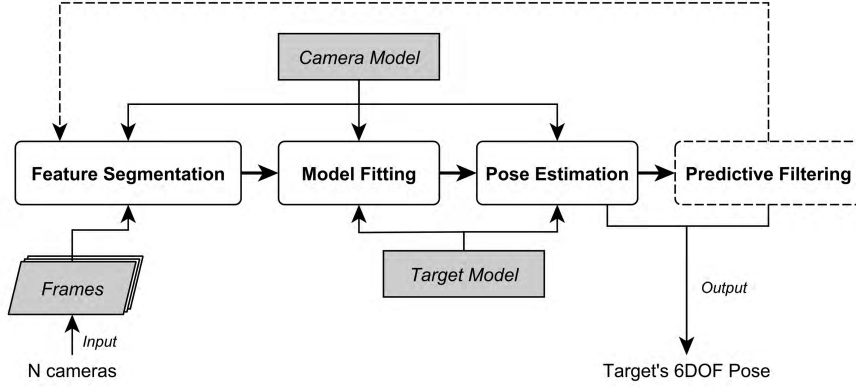 Camera Model
Feature Segmentation
Model Fitting
Pose Estimation
Predictive Filtering
Frames
Target Model
Output
Input
N cameras
Target's 6DOF Pose